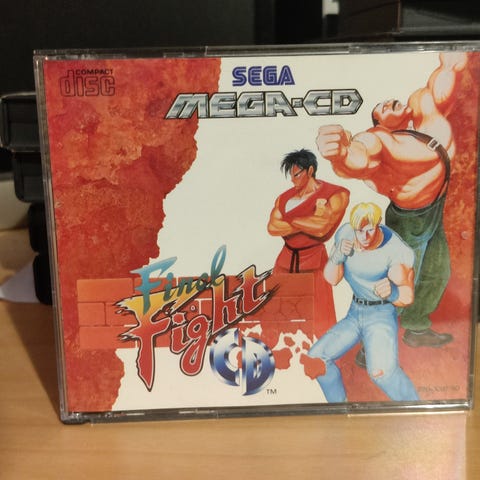 COMPACT
disc
SEGA
MEGA-CD
Final
Fight
CD
TM